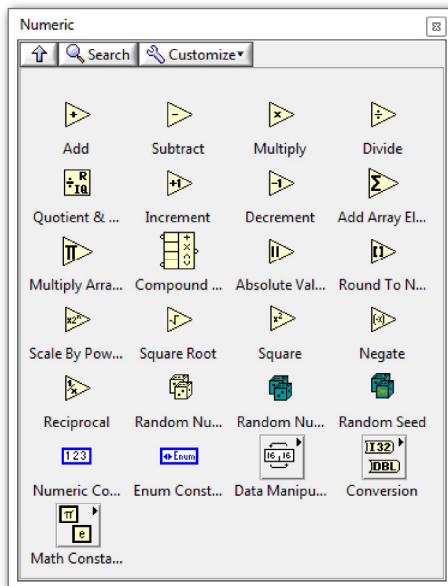 Numeric
Search Customize
Add Subtract Multiply Divide
Quotient & ... Increment Decrement Add Array El...
Multiply Arra... Compound ... Absolute Val... Round To N...
Scale By Pow... Square Root Square Negate
Reciprocal Random Nu... Random Nu... Random Seed
123 Enum 16,16 I32 DBL
Numeric Co... Enum Const... Data Manipu... Conversion
π e
Math Consta...